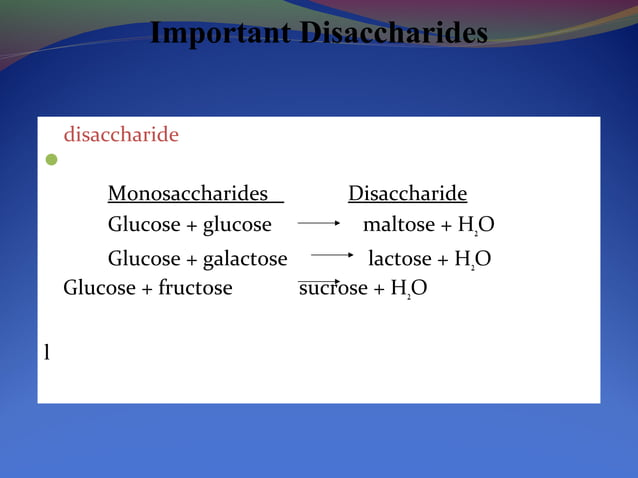 Important Disaccharides
disaccharide
Monosaccharides Disaccharide
Glucose + glucose → maltose + H₂O
Glucose + galactose → lactose + H₂O
Glucose + fructose → sucrose + H₂O
l